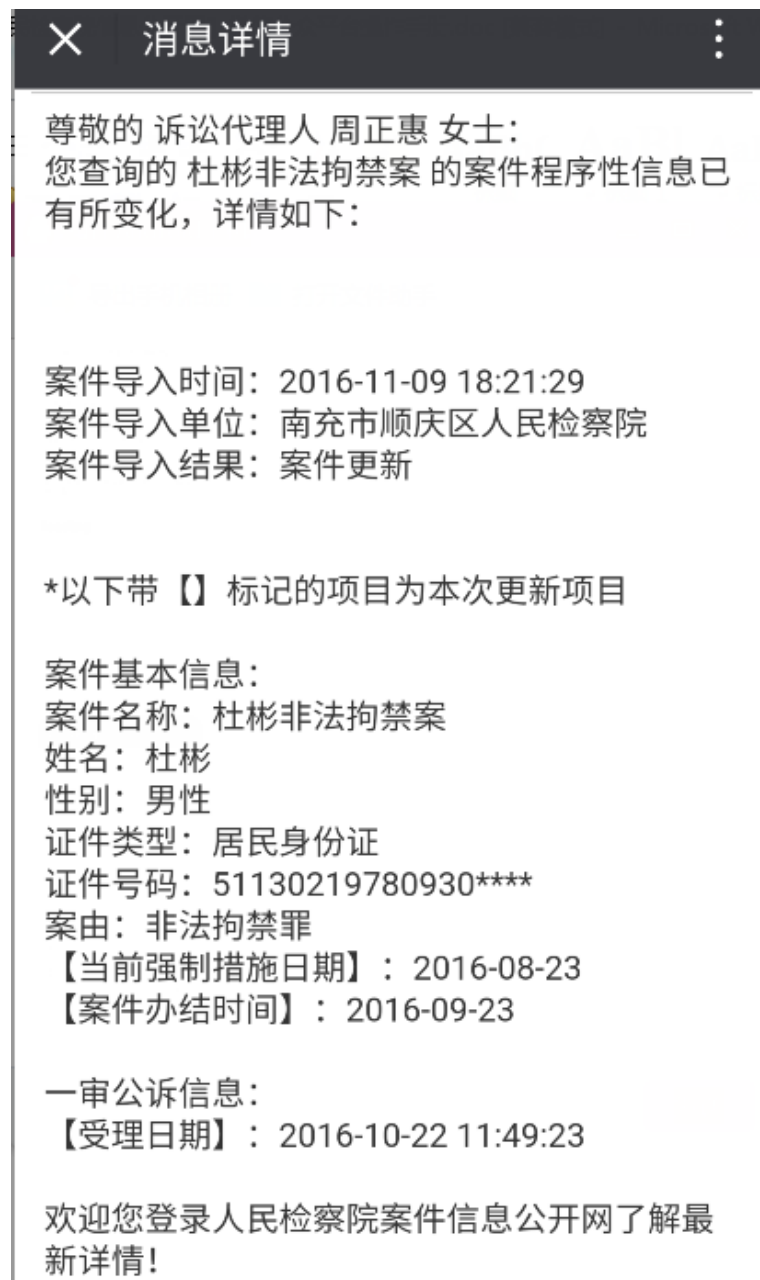 消息详情
尊敬的 诉讼代理人 周正惠 女士：
您查询的 杜彬非法拘禁案 的案件程序性信息已
有所变化，详情如下：
案件导入时间：2016-11-09 18:21:29
案件导入单位：南充市顺庆区人民检察院
案件导入结果：案件更新
*以下带【】标记的项目为本次更新项目
案件基本信息：
案件名称：杜彬非法拘禁案
姓名：杜彬
性别：男性
证件类型：居民身份证
证件号码：51130219780930****
案由：非法拘禁罪
【当前强制措施日期】：2016-08-23
【案件办结时间】：2016-09-23
一审公诉信息：
【受理日期】：2016-10-22 11:49:23
欢迎您登录人民检察院案件信息公开网了解最
新详情！